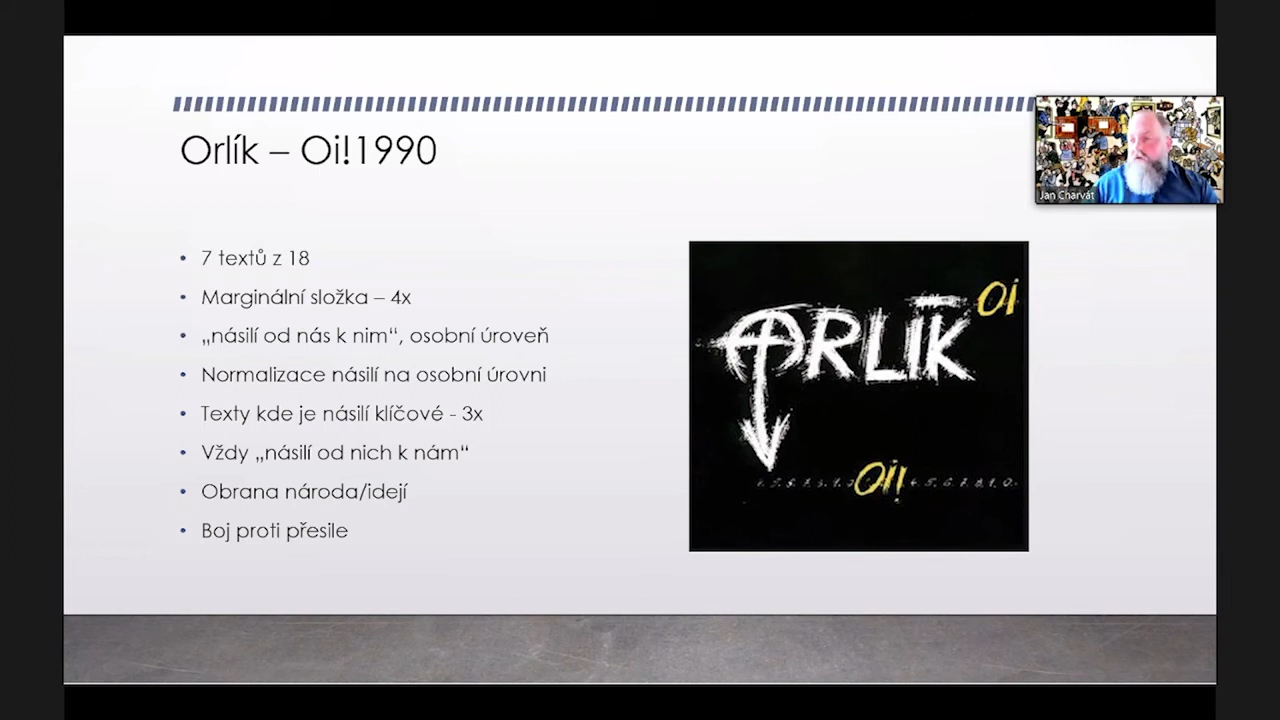 Orlík – Oi!1990
Jan Charvát
• 7 textů z 18
• Marginální složka – 4x
• „násilí od nás k nim“, osobní úroveň
• Normalizace násilí na osobní úrovni
• Texty kde je násilí klíčové - 3x
• Vždy „násilí od nich k nám“
• Obrana národa/idejí
• Boj proti přesile
Oi
ORLÍK
Oi!